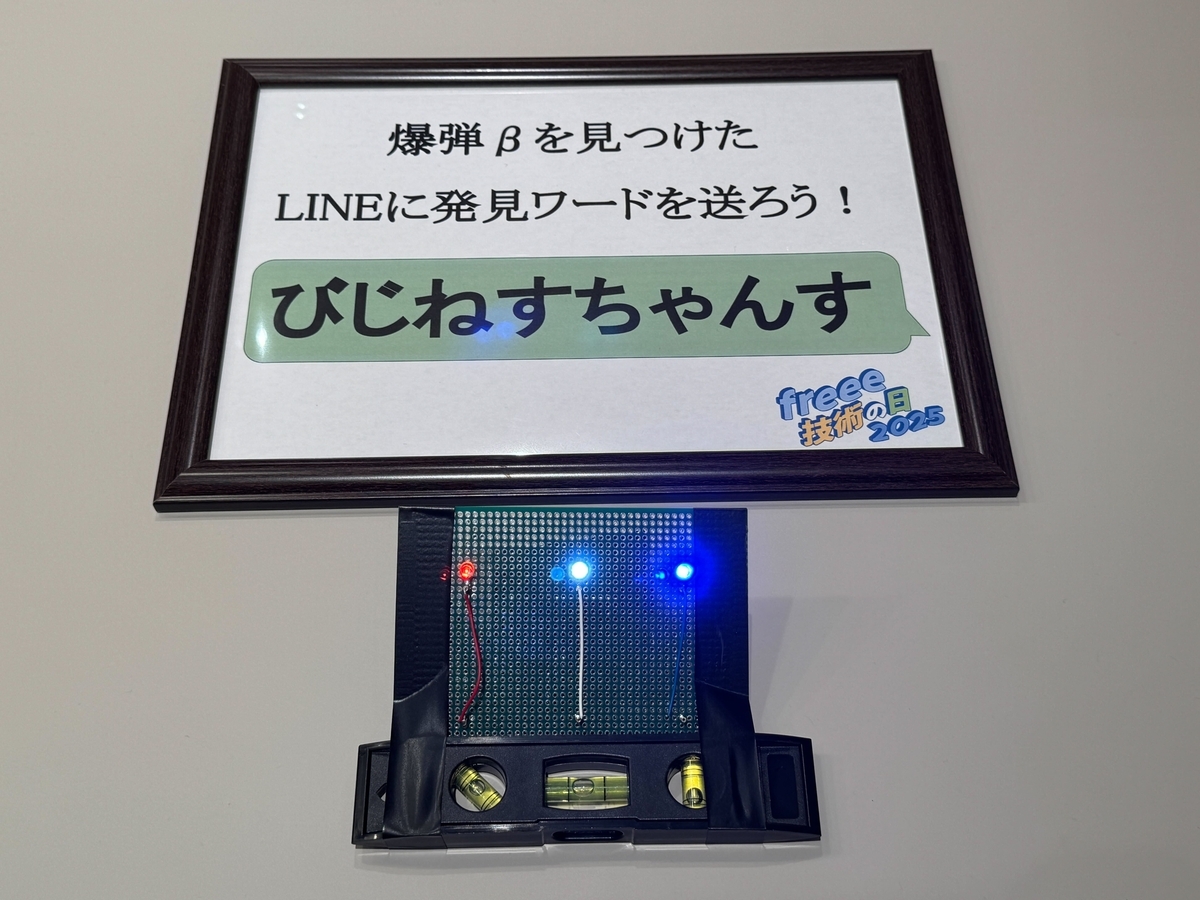 爆弾βを見つけた
LINEに発見ワードを送ろう！
びじねすちゃんす
freee
技術の日
2025